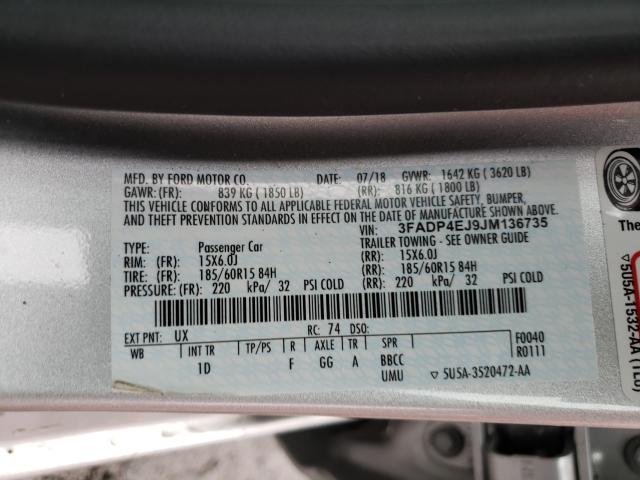 MFD. BY FORD MOTOR CO. DATE: 07/18 GVWR: 1642 KG ( 3620 LB)
GAWR: (FR): 839 KG ( 1850 LB) (RR): 816 KG ( 1800 LB)
THIS VEHICLE CONFORMS TO ALL APPLICABLE FEDERAL MOTOR VEHICLE SAFETY, BUMPER,
AND THEFT PREVENTION STANDARDS IN EFFECT ON THE DATE OF MANUFACTURE SHOWN ABOVE.
VIN: 3FADP4EJ9JM136735
TYPE: Passenger Car TRAILER TOWING - SEE OWNER GUIDE
RIM: (FR): 15X6.0J (RR): 15X6.0J
TIRE: (FR): 185/60R15 84H (RR): 185/60R15 84H
PRESSURE: (FR): 220 kPa/ 32 PSI COLD (RR): 220 kPa/ 32 PSI COLD
EXT PNT: UX RC: 74 DSO: F0040
WB INT TR TP/PS R AXLE TR SPR R0111
1D F GG A BBCC
UMU ▽ 5U5A-3520472-AA
▽5U5A-1532-AA (TLU)